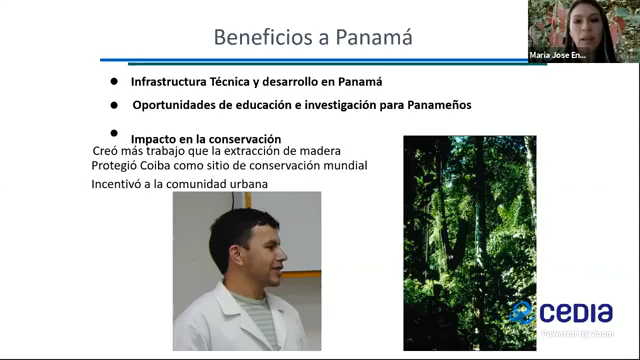 Beneficios a Panamá
Maria Jose En...
● Infrastructura Técnica y desarrollo en Panamá
● Oportunidades de educación e investigación para Panameños
● Impacto en la conservación
Creó más trabajo que la extracción de madera
Protegió Coiba como sitio de conservación mundial
Incentivó a la comunidad urbana
CEDIA
Powered by Zoom